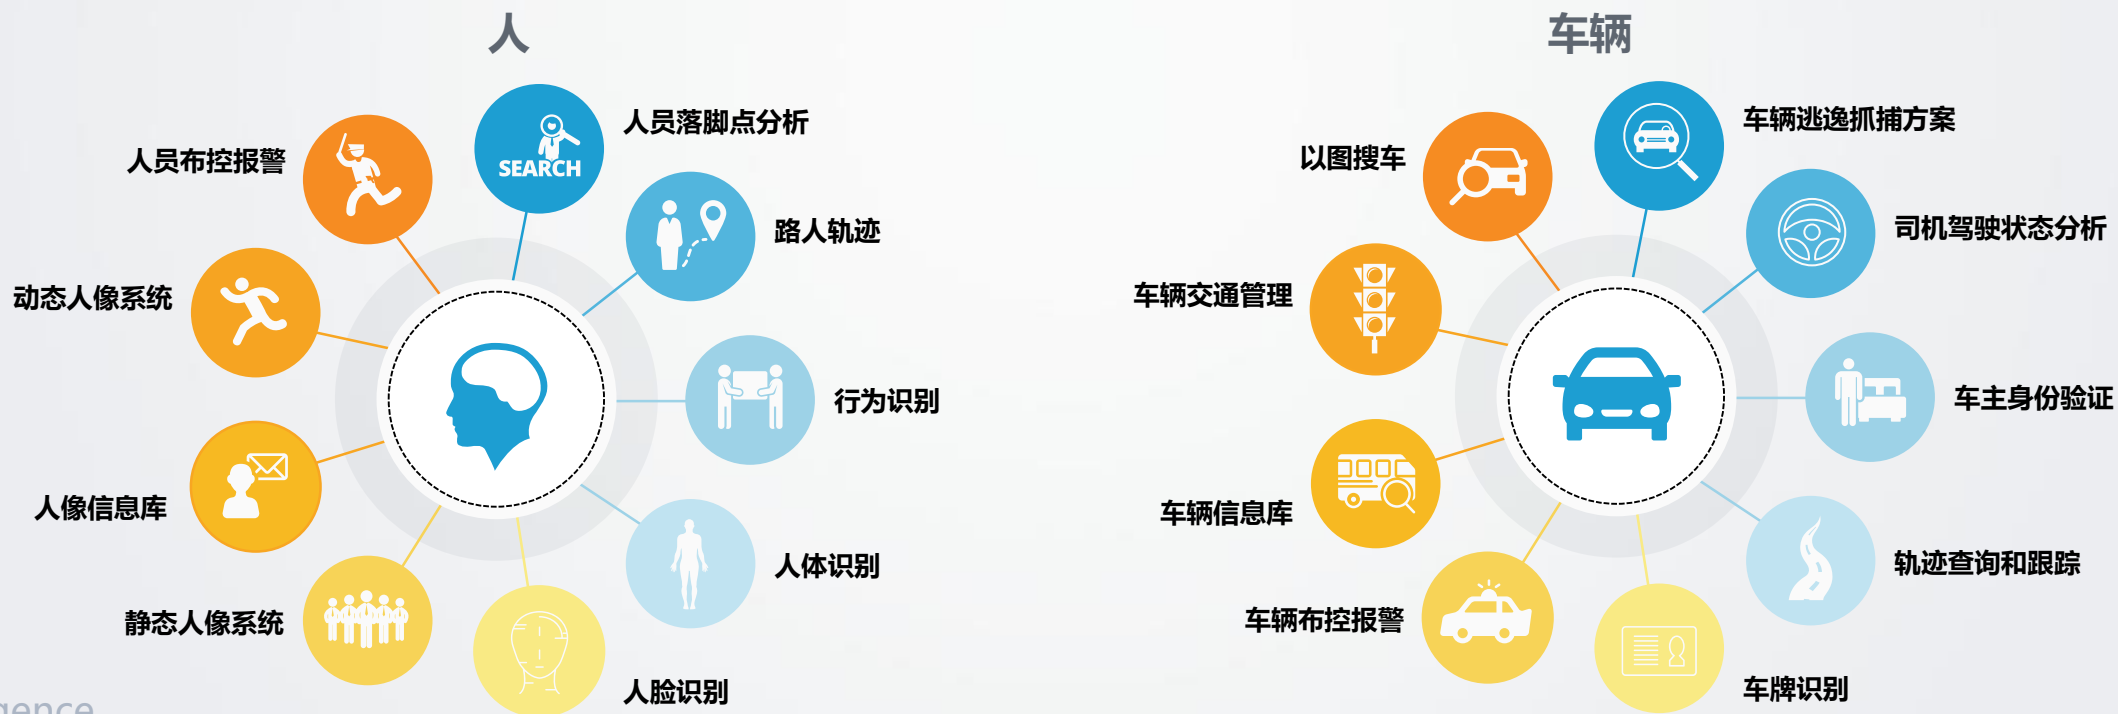 人
车辆
人员落脚点分析
SEARCH
人员布控报警
路人轨迹
动态人像系统
行为识别
人像信息库
人体识别
静态人像系统
人脸识别
车辆逃逸抓捕方案
以图搜车
司机驾驶状态分析
车辆交通管理
车主身份验证
车辆信息库
轨迹查询和跟踪
车辆布控报警
车牌识别